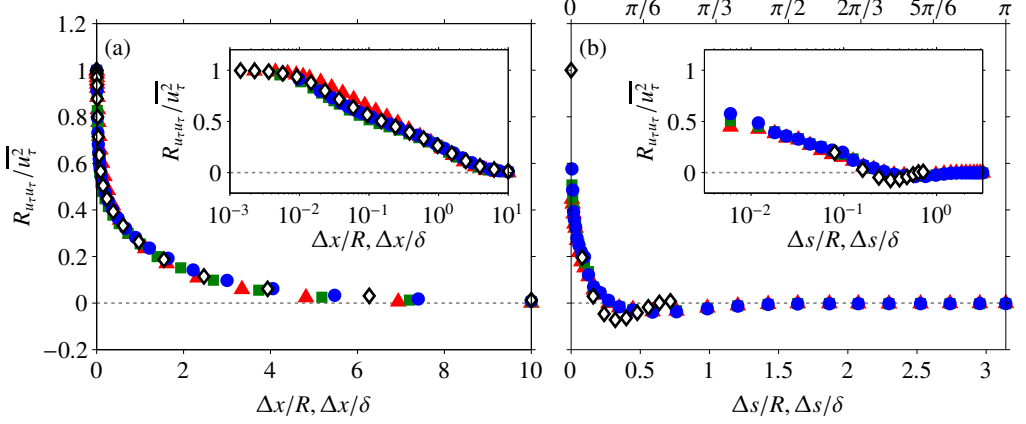 0 π/6 π/3 π/2 2π/3 5π/6 π
1.2 1.0 0.8 0.6 0.4 0.2 0 −0.2
R_{u_τ u_τ}/\overline{u_τ^2}
(a)
R_{u_τ u_τ}/\overline{u_τ^2}
1 0.5 0
10^{−3} 10^{−2} 10^{−1} 10^0 10^1
Δx/R, Δx/δ
0 2 4 6 8 10
Δx/R, Δx/δ
(b)
R_{u_τ u_τ}/\overline{u_τ^2}
1 0.5 0
10^{−2} 10^{−1} 10^0
Δs/R, Δs/δ
0 0.5 1 1.5 2 2.5 3
Δs/R, Δs/δ